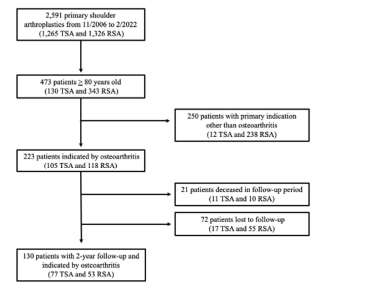 2,591 primary shoulder
arthroplastics from 11/2006 to 2/2022
(1,265 TSA and 1,326 RSA)
473 patients ≥ 80 years old
(130 TSA and 343 RSA)
250 patients with primary indication
other than osteoarthritis
(12 TSA and 238 RSA)
223 patients indicated by osteoarthritis
(105 TSA and 118 RSA)
21 patients deceased in follow-up period
(11 TSA and 10 RSA)
72 patients lost to follow-up
(17 TSA and 55 RSA)
130 patients with 2-year follow-up and
indicated by osteoarthritis
(77 TSA and 53 RSA)